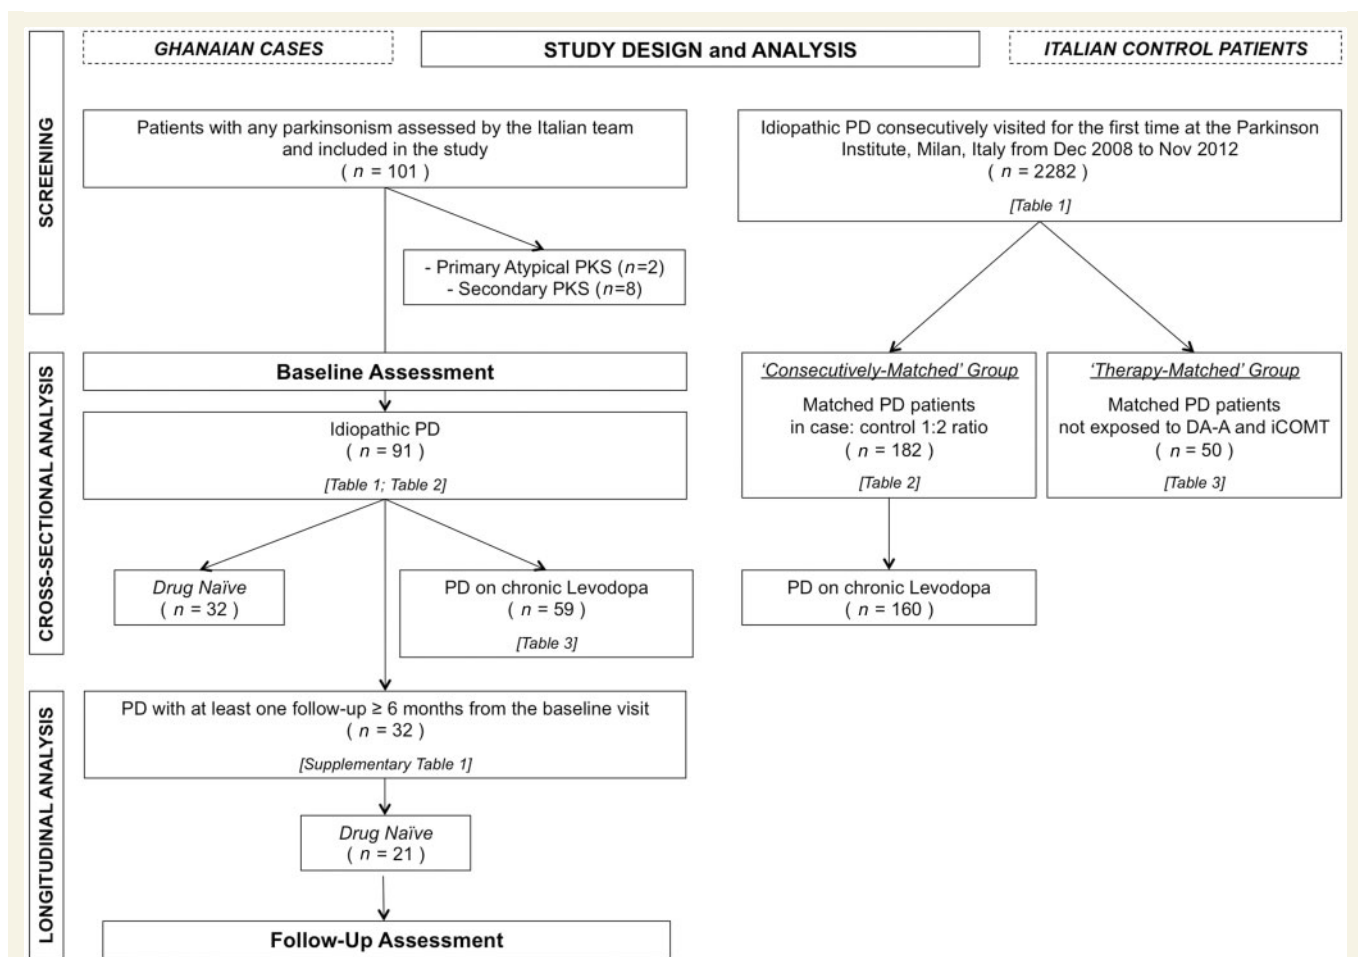 GHANAIAN CASES
STUDY DESIGN and ANALYSIS
ITALIAN CONTROL PATIENTS
SCREENING
Patients with any parkinsonism assessed by the Italian team
and included in the study
( n = 101 )
- Primary Atypical PKS (n=2)
- Secondary PKS (n=8)
Idiopathic PD consecutively visited for the first time at the Parkinson
Institute, Milan, Italy from Dec 2008 to Nov 2012
( n = 2282 )
[Table 1]
CROSS-SECTIONAL ANALYSIS
Baseline Assessment
Idiopathic PD
( n = 91 )
[Table 1; Table 2]
Drug Naïve
( n = 32 )
PD on chronic Levodopa
( n = 59 )
[Table 3]
‘Consecutively-Matched’ Group
Matched PD patients
in case: control 1:2 ratio
( n = 182 )
[Table 2]
‘Therapy-Matched’ Group
Matched PD patients
not exposed to DA-A and iCOMT
( n = 50 )
[Table 3]
PD on chronic Levodopa
( n = 160 )
LONGITUDINAL ANALYSIS
PD with at least one follow-up ≥ 6 months from the baseline visit
( n = 32 )
[Supplementary Table 1]
Drug Naïve
( n = 21 )
Follow-Up Assessment